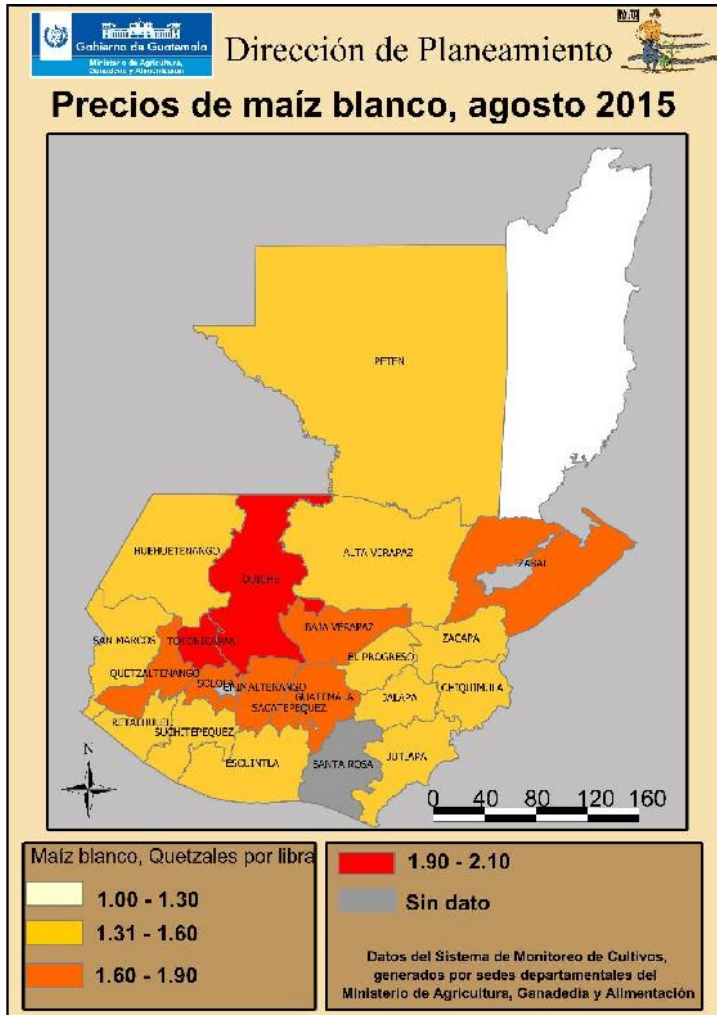 Gobierno de Guatemala
Ministerio de Agricultura,
Ganadería y Alimentación
Dirección de Planeamiento
Precios de maíz blanco, agosto 2015
PETEN
HUEHUETENANGO
ALTA VERAPAZ
QUICHE
ZABAL
BAJA VERAPAZ
ZACAPA
SAN MARCOS
TOTONICAPAN
EL PROGRESO
QUETZALTENANGO
SOLOLA
CHIMALTENANGO
GUATEMALA
JALAPA
CHIQUIMULA
SACATEPEQUEZ
RETALHULEU
SUCHITEPEQUEZ
ESCUINTLA
SANTA ROSA
JUTIAPA
N
0 40 80 120 160
Maíz blanco, Quetzales por libra
1.00 - 1.30
1.31 - 1.60
1.60 - 1.90
1.90 - 2.10
Sin dato
Datos del Sistema de Monitoreo de Cultivos,
generados por sedes departamentales del
Ministerio de Agricultura, Ganadedia y Alimentación